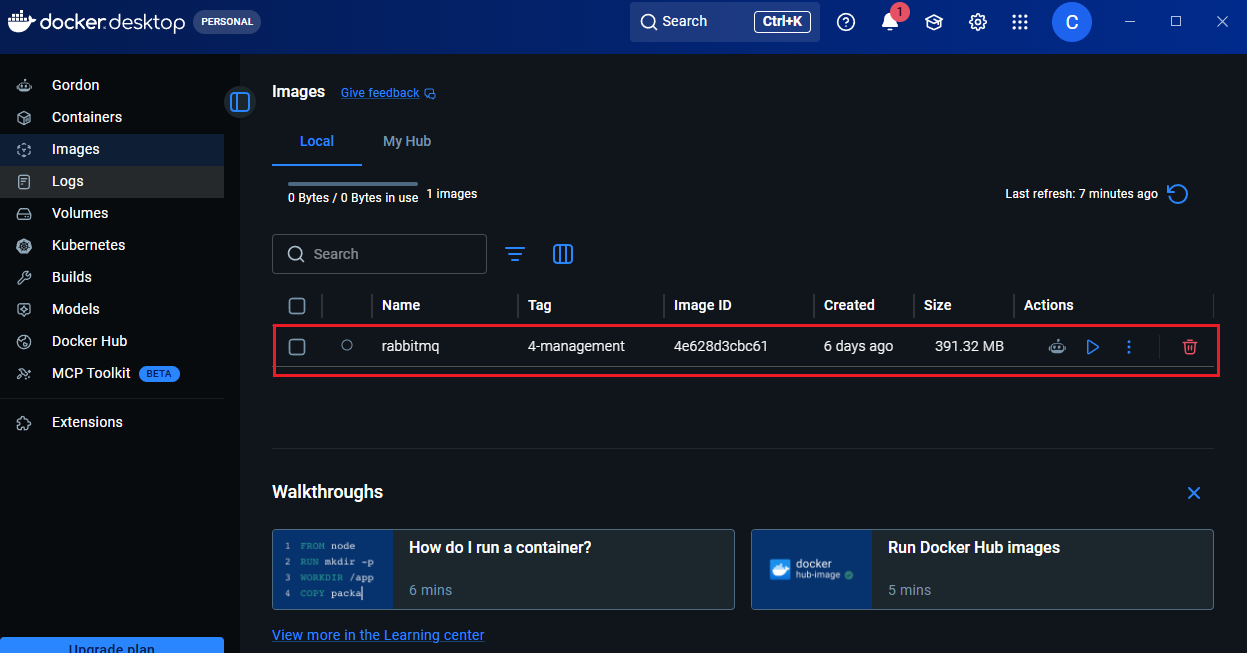 docker desktop PERSONAL Search Ctrl+K 1 C
Gordon
Containers
Images
Logs
Volumes
Kubernetes
Builds
Models
Docker Hub
MCP Toolkit BETA
Extensions
Upgrade plan
Images Give feedback
Local My Hub
0 Bytes / 0 Bytes in use 1 images Last refresh: 7 minutes ago
Search
Name Tag Image ID Created Size Actions
rabbitmq 4-management 4e628d3cbc61 6 days ago 391.32 MB
Walkthroughs
1 FROM node
2 RUN mkdir -p
3 WORKDIR /app
4 COPY packa
How do I run a container?
6 mins
docker
hub-image
Run Docker Hub images
5 mins
View more in the Learning center